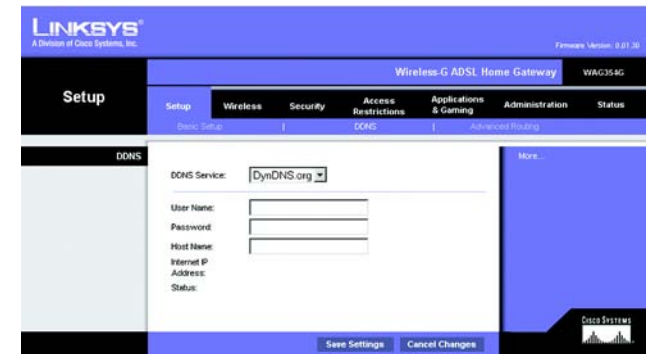 LINKSYS®
A Division of Cisco Systems, Inc.
Firmware Version: 0.01.30
Wireless-G ADSL Home Gateway WAG354G
Setup
Setup Wireless Security Access Restrictions Applications & Gaming Administration Status
Basic Setup | DDNS | Advanced Routing
DDNS
More...
DDNS Service: DynDNS.org
User Name:
Password:
Host Name:
Internet IP
Address:
Status:
Save Settings Cancel Changes
CISCO SYSTEMS